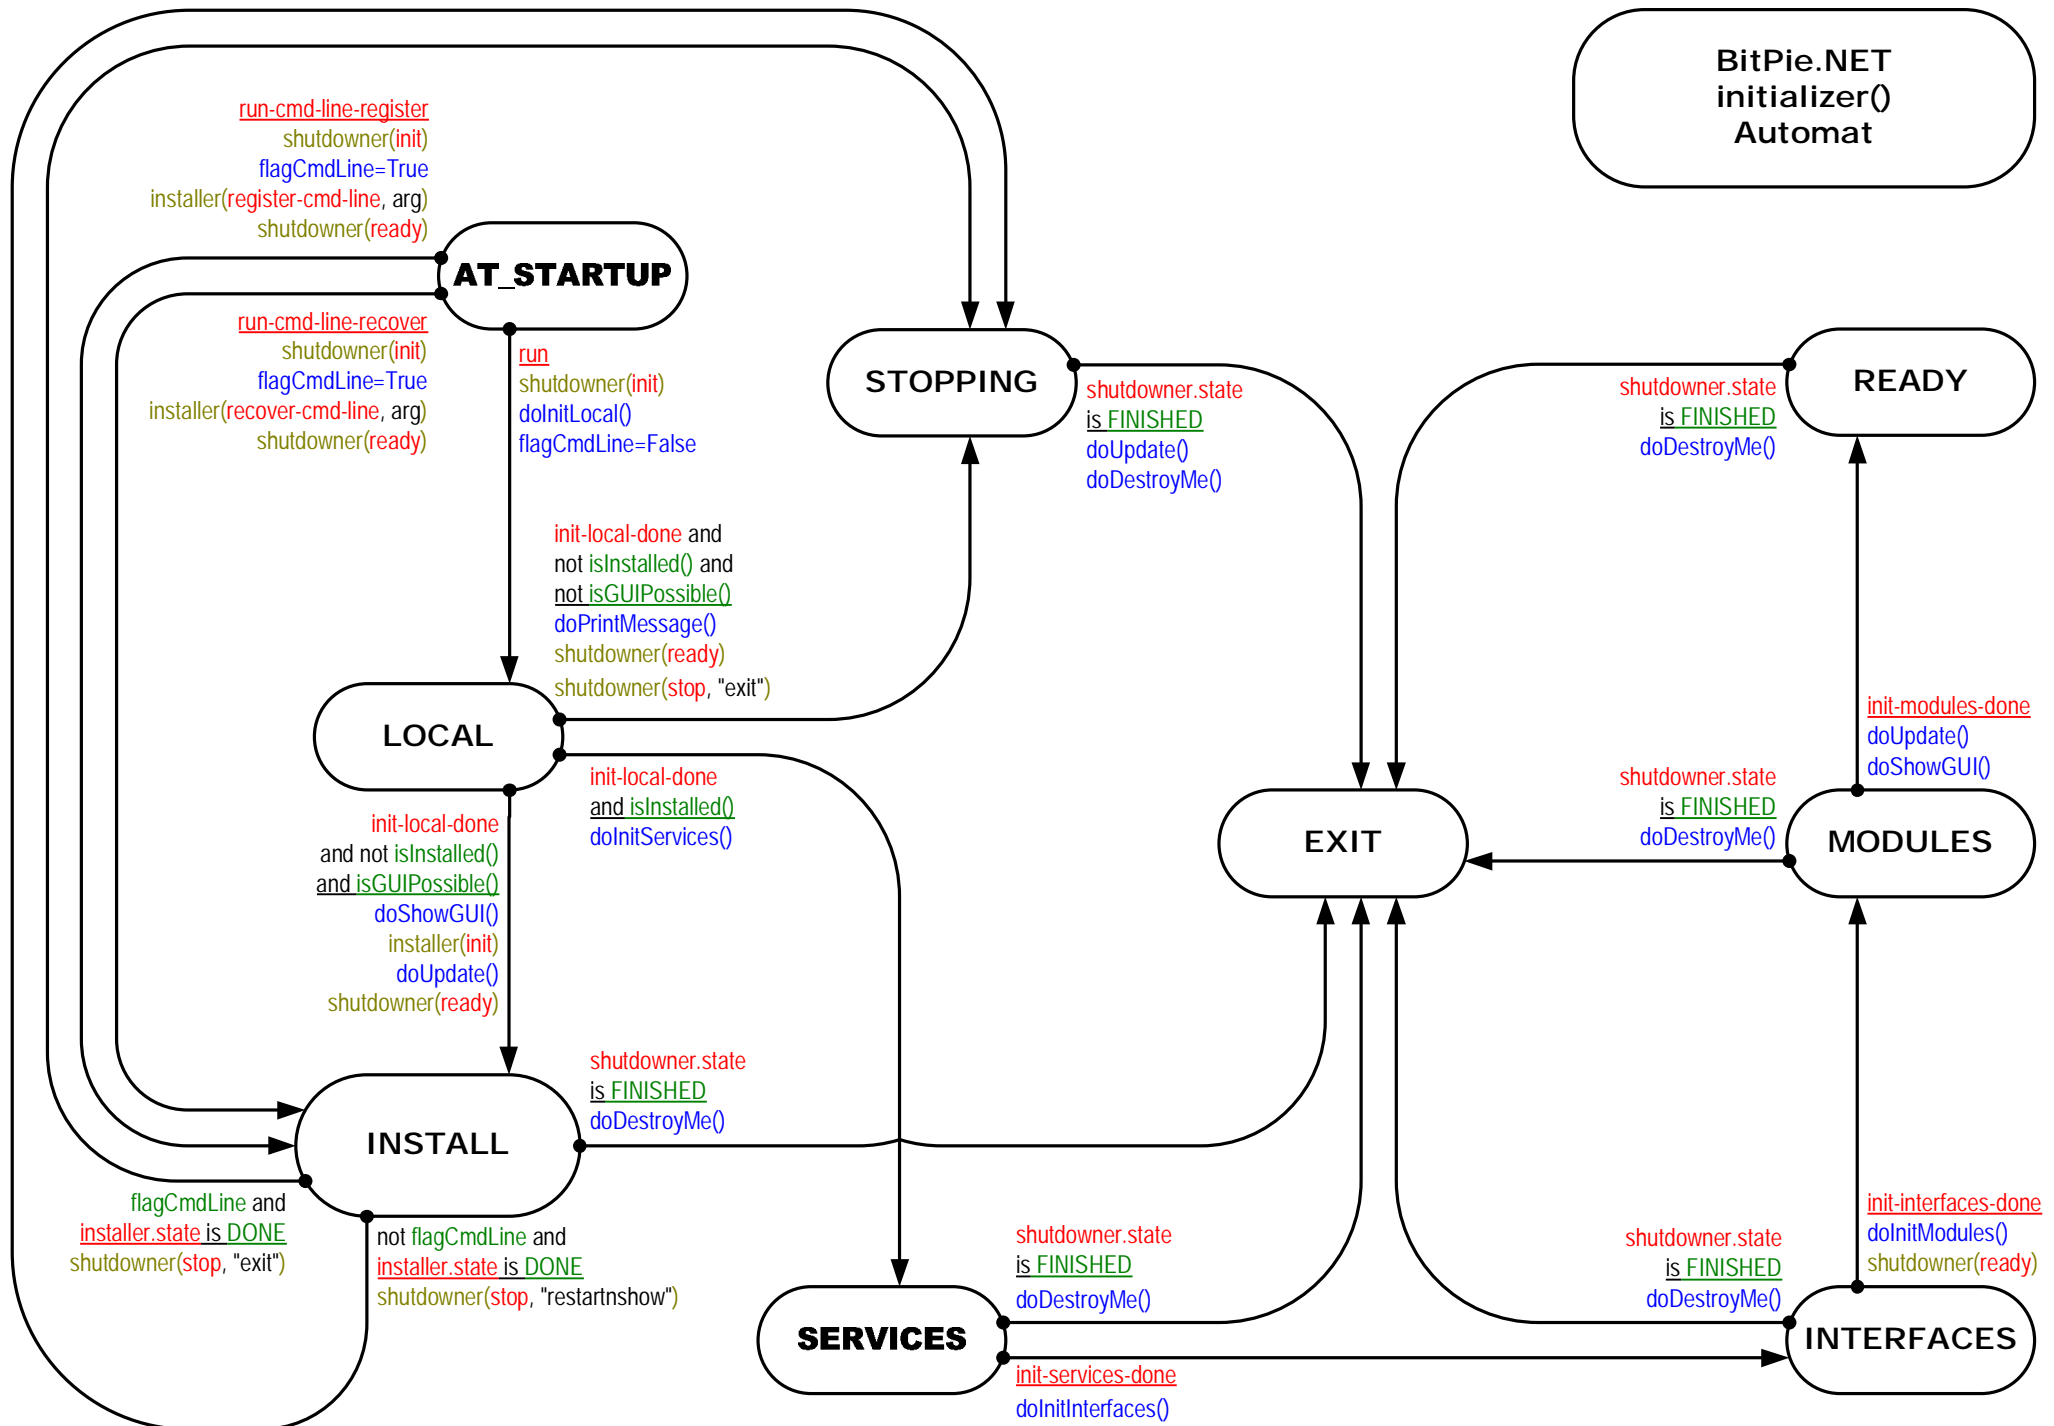 BitPie.NET
initializer()
Automat
run-cmd-line-register
shutdowner(init)
flagCmdLine=True
installer(register-cmd-line, arg)
shutdowner(ready)
AT_STARTUP
run-cmd-line-recover
shutdowner(init)
flagCmdLine=True
installer(recover-cmd-line, arg)
shutdowner(ready)
run
shutdowner(init)
doInitLocal()
flagCmdLine=False
STOPPING
shutdowner.state
is FINISHED
doUpdate()
doDestroyMe()
READY
shutdowner.state
is FINISHED
doDestroyMe()
init-local-done and
not isInstalled() and
not isGUIPossible()
doPrintMessage()
shutdowner(ready)
shutdowner(stop, "exit")
LOCAL
init-local-done
and isInstalled()
doInitServices()
init-local-done
and not isInstalled()
and isGUIPossible()
doShowGUI()
installer(init)
doUpdate()
shutdowner(ready)
EXIT
init-modules-done
doUpdate()
doShowGUI()
shutdowner.state
is FINISHED
doDestroyMe()
MODULES
INSTALL
shutdowner.state
is FINISHED
doDestroyMe()
flagCmdLine and
installer.state is DONE
shutdowner(stop, "exit")
not flagCmdLine and
installer.state is DONE
shutdowner(stop, "restartnshow")
SERVICES
shutdowner.state
is FINISHED
doDestroyMe()
init-services-done
doInitInterfaces()
shutdowner.state
is FINISHED
doDestroyMe()
init-interfaces-done
doInitModules()
shutdowner(ready)
INTERFACES